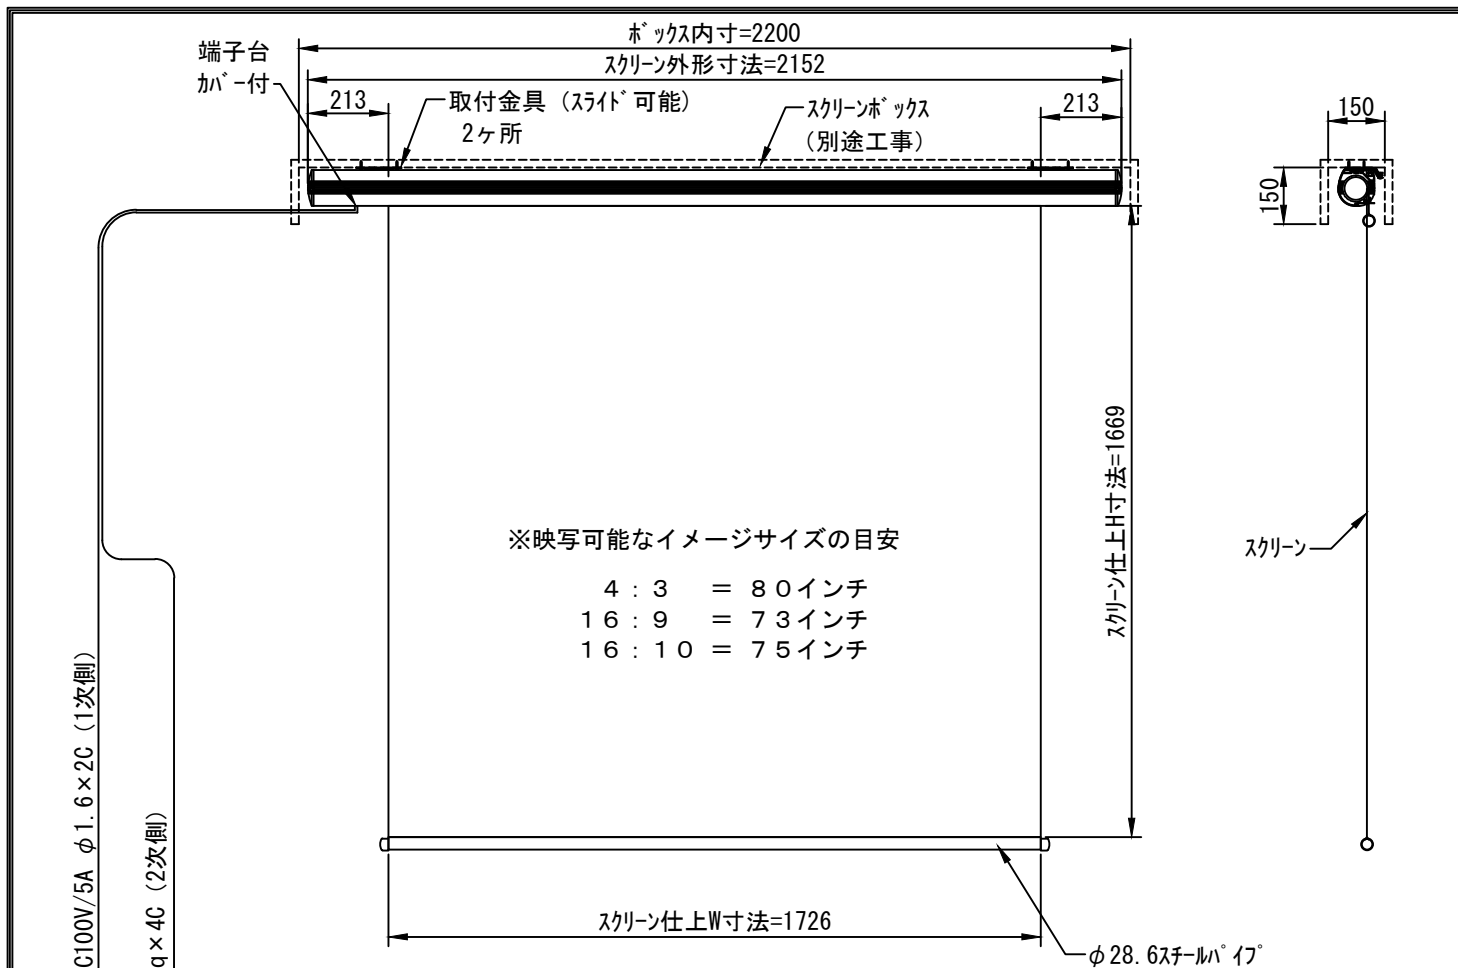 ﾎﾞｯｸｽ内寸=2200
ｽｸﾘｰﾝ外形寸法=2152
端子台
ｶﾊﾞｰ付
213
取付金具 (ｽﾗｲﾄﾞ可能)
2ヶ所
ｽｸﾘｰﾝﾎﾞｯｸｽ
(別途工事)
213
150
150
ｽｸﾘｰﾝ仕上H寸法=1669
ｽｸﾘｰﾝ
※映写可能なイメージサイズの目安
４：３　＝ ８０インチ
１６：９　＝ ７３インチ
１６：１０ ＝ ７５インチ
C100V/5A φ1.6×2C (1次側)
q×4C (2次側)
ｽｸﾘｰﾝ仕上W寸法=1726
φ28.6ｽﾁｰﾙﾊﾟｲﾌﾟ